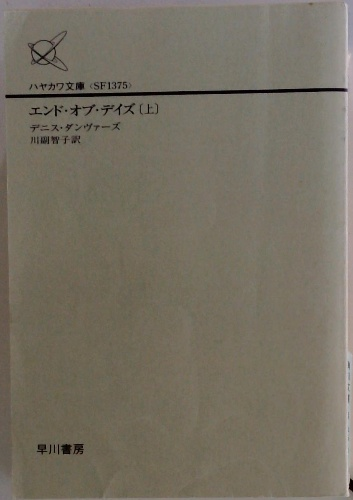 ハヤカワ文庫〈SF1375〉
エンド・オブ・デイズ〔上〕
デニス・ダンヴァーズ
川副智子訳
早川書房